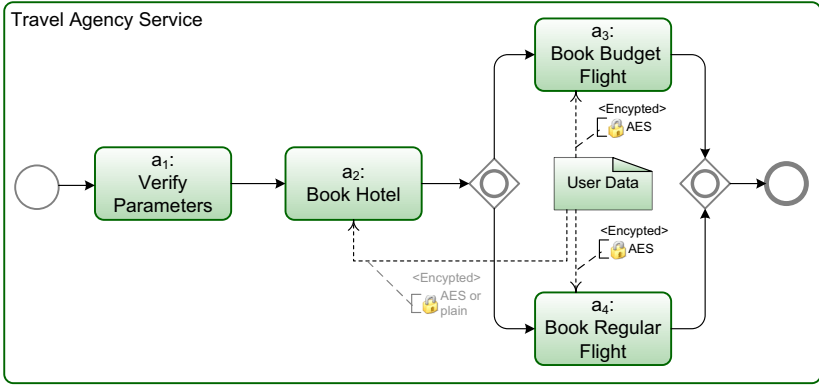 Travel Agency Service
a₁:
Verify
Parameters
a₂:
Book Hotel
a₃:
Book Budget
Flight
<Encypted>
AES
User Data
<Encypted>
AES
<Encypted>
AES or
plain
a₄:
Book Regular
Flight